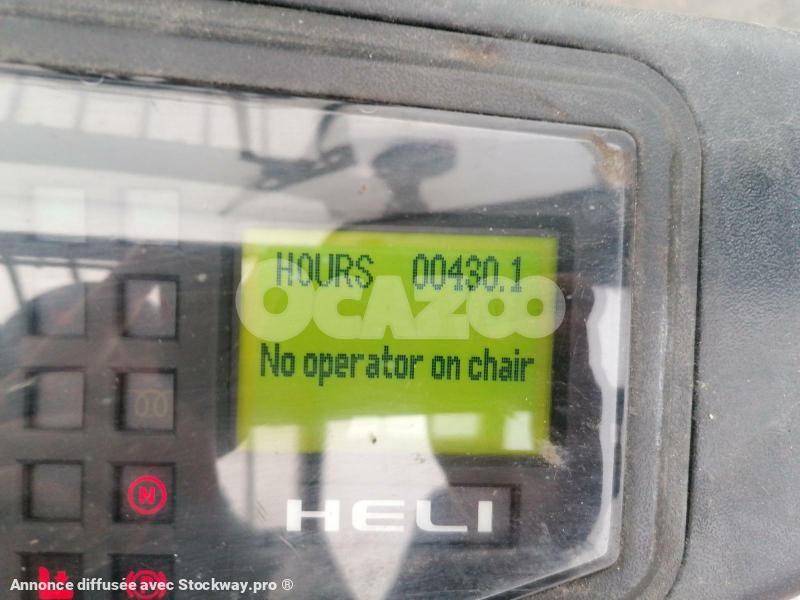 HOURS 00430.1
OCAZOO
No operator on chair
N
HELI
P
Annonce diffusée avec Stockway.pro ®